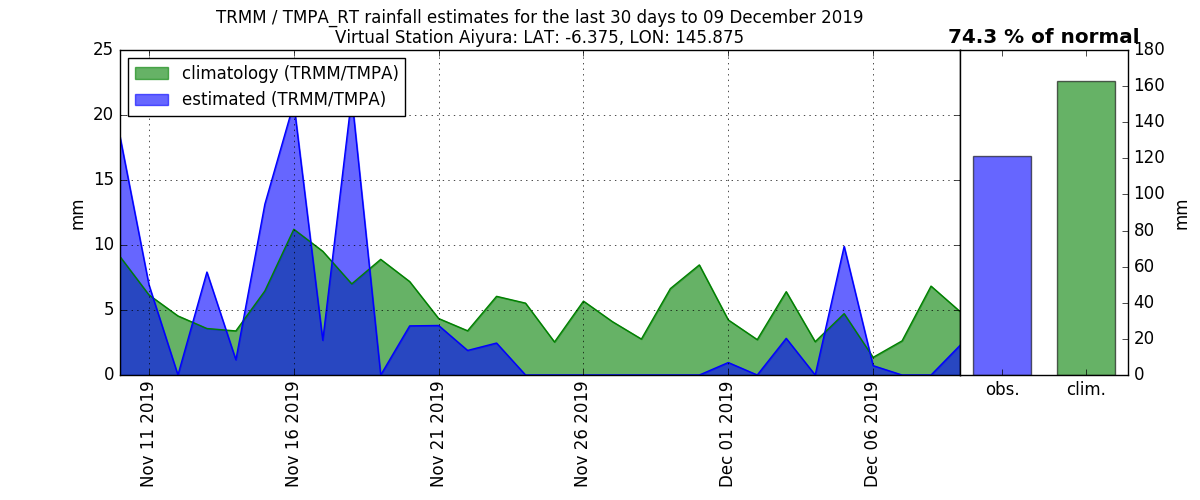 TRMM / TMPA_RT rainfall estimates for the last 30 days to 09 December 2019
Virtual Station Aiyura: LAT: -6.375, LON: 145.875
74.3 % of normal
climatology (TRMM/TMPA)
estimated (TRMM/TMPA)
25
20
15
10
5
0
mm
Nov 11 2019
Nov 16 2019
Nov 21 2019
Nov 26 2019
Dec 01 2019
Dec 06 2019
obs.
clim.
180
160
140
120
100
80
60
40
20
0
mm